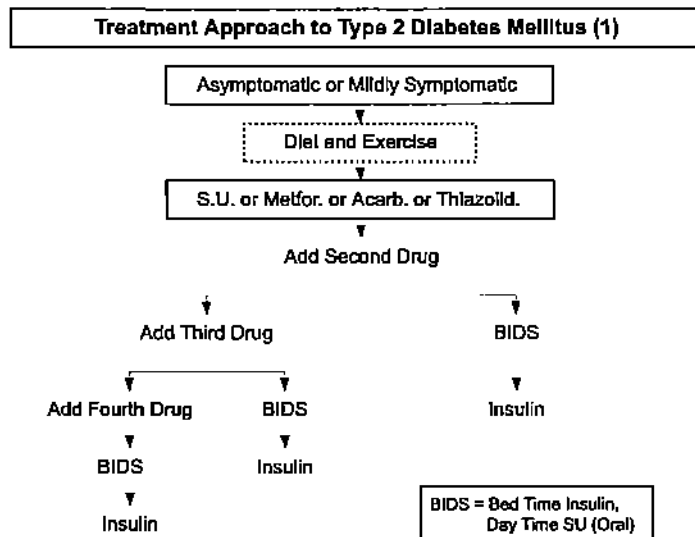 Treatment Approach to Type 2 Diabetes Mellitus (1)
Asymptomatic or Mildly Symptomatic
Diet and Exercise
S.U. or Metfor. or Acarb. or Thiazolid.
Add Second Drug
Add Third Drug
BIDS
Add Fourth Drug
BIDS
Insulin
BIDS
Insulin
Insulin
BIDS = Bed Time Insulin,
Day Time SU (Oral)